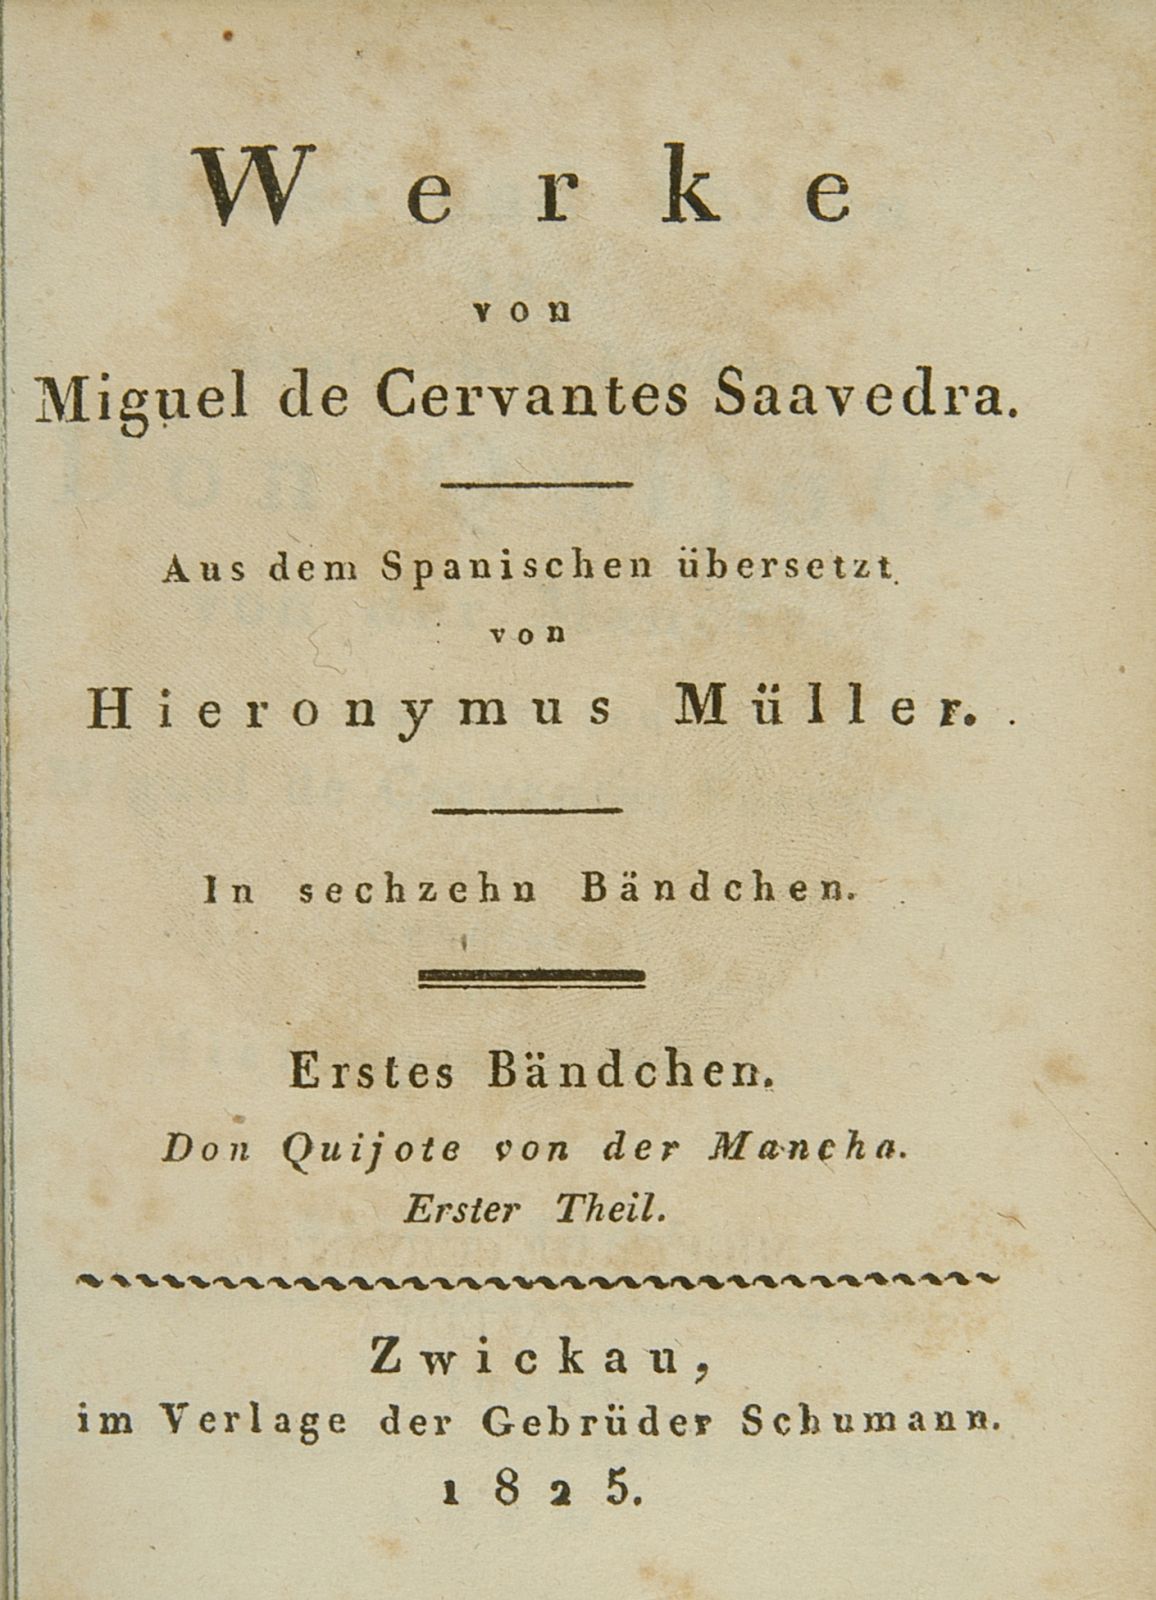 Werke
von
Miguel de Cervantes Saavedra.
Aus dem Spanischen übersetzt
von
Hieronymus Müller.
In sechzehn Bändchen.
Erstes Bändchen.
Don Quijote von der Mancha.
Erster Theil.
Zwickau,
im Verlage der Gebrüder Schumann.
1825.